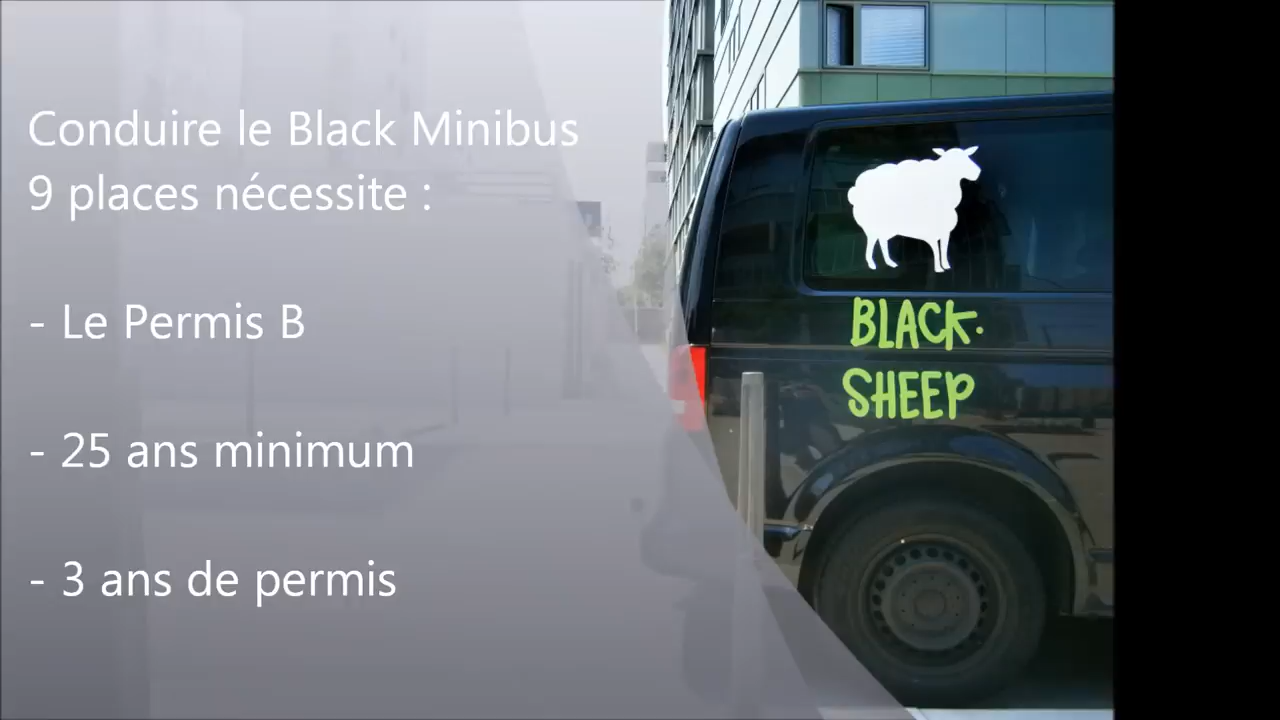 Conduire le Black Minibus
9 places nécessite :
- Le Permis B
- 25 ans minimum
- 3 ans de permis
BLACK
SHEEP